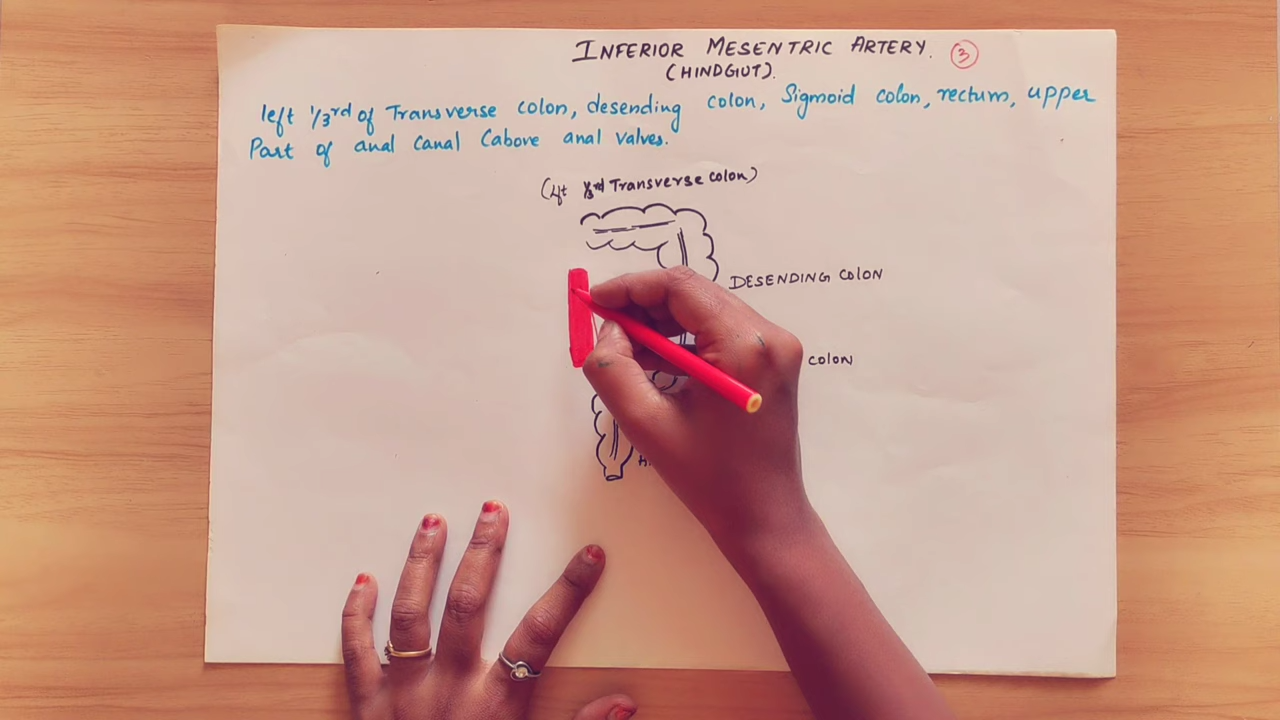 INFERIOR MESENTRIC ARTERY. 3
(HINDGUT).
left 1/3rd of Transverse colon, desending colon, Sigmoid colon, rectum, upper
Part of anal canal (above anal valves.
(Lft 1/3rd Transverse colon)
DESENDING COLON
COLON